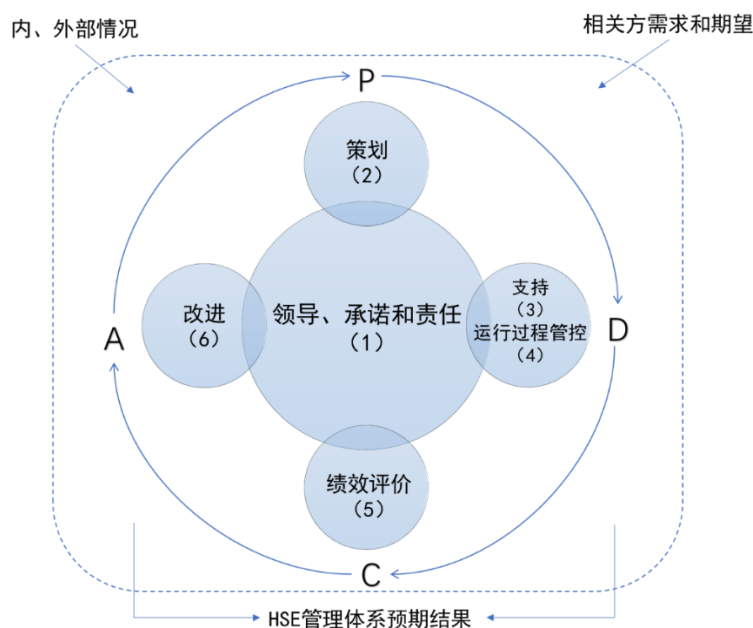 内、外部情况
相关方需求和期望
P
策划
（2）
改进
（6）
领导、承诺和责任
（1）
支持
（3）
运行过程管控
（4）
A
D
绩效评价
（5）
C
HSE管理体系预期结果